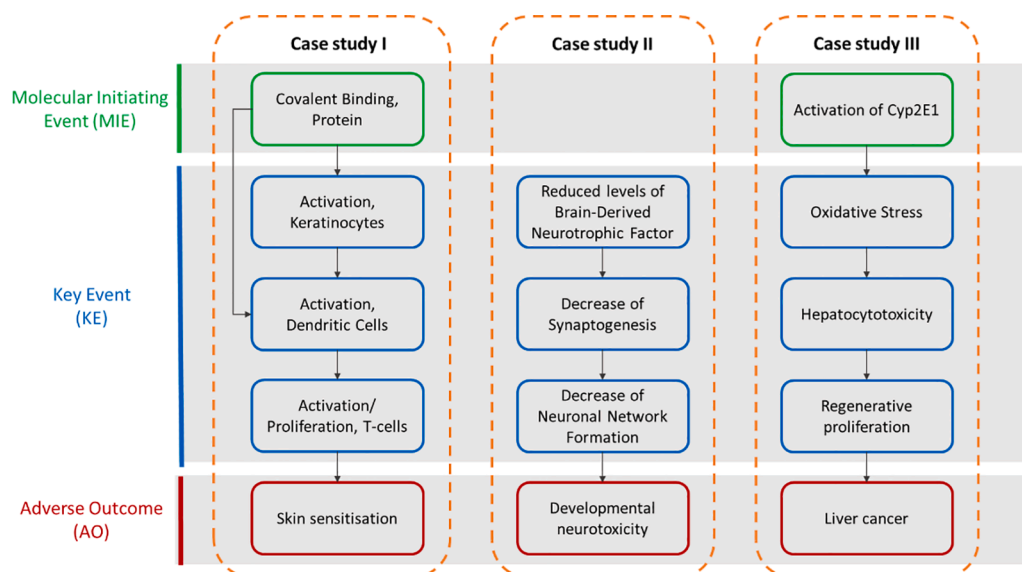 Case study I
Case study II
Case study III
Molecular Initiating
Event (MIE)
Covalent Binding,
Protein
Activation of Cyp2E1
Key Event
(KE)
Activation,
Keratinocytes
Reduced levels of
Brain-Derived
Neurotrophic Factor
Oxidative Stress
Activation,
Dendritic Cells
Decrease of
Synaptogenesis
Hepatocytotoxicity
Activation/
Proliferation, T-cells
Decrease of
Neuronal Network
Formation
Regenerative
proliferation
Adverse Outcome
(AO)
Skin sensitisation
Developmental
neurotoxicity
Liver cancer